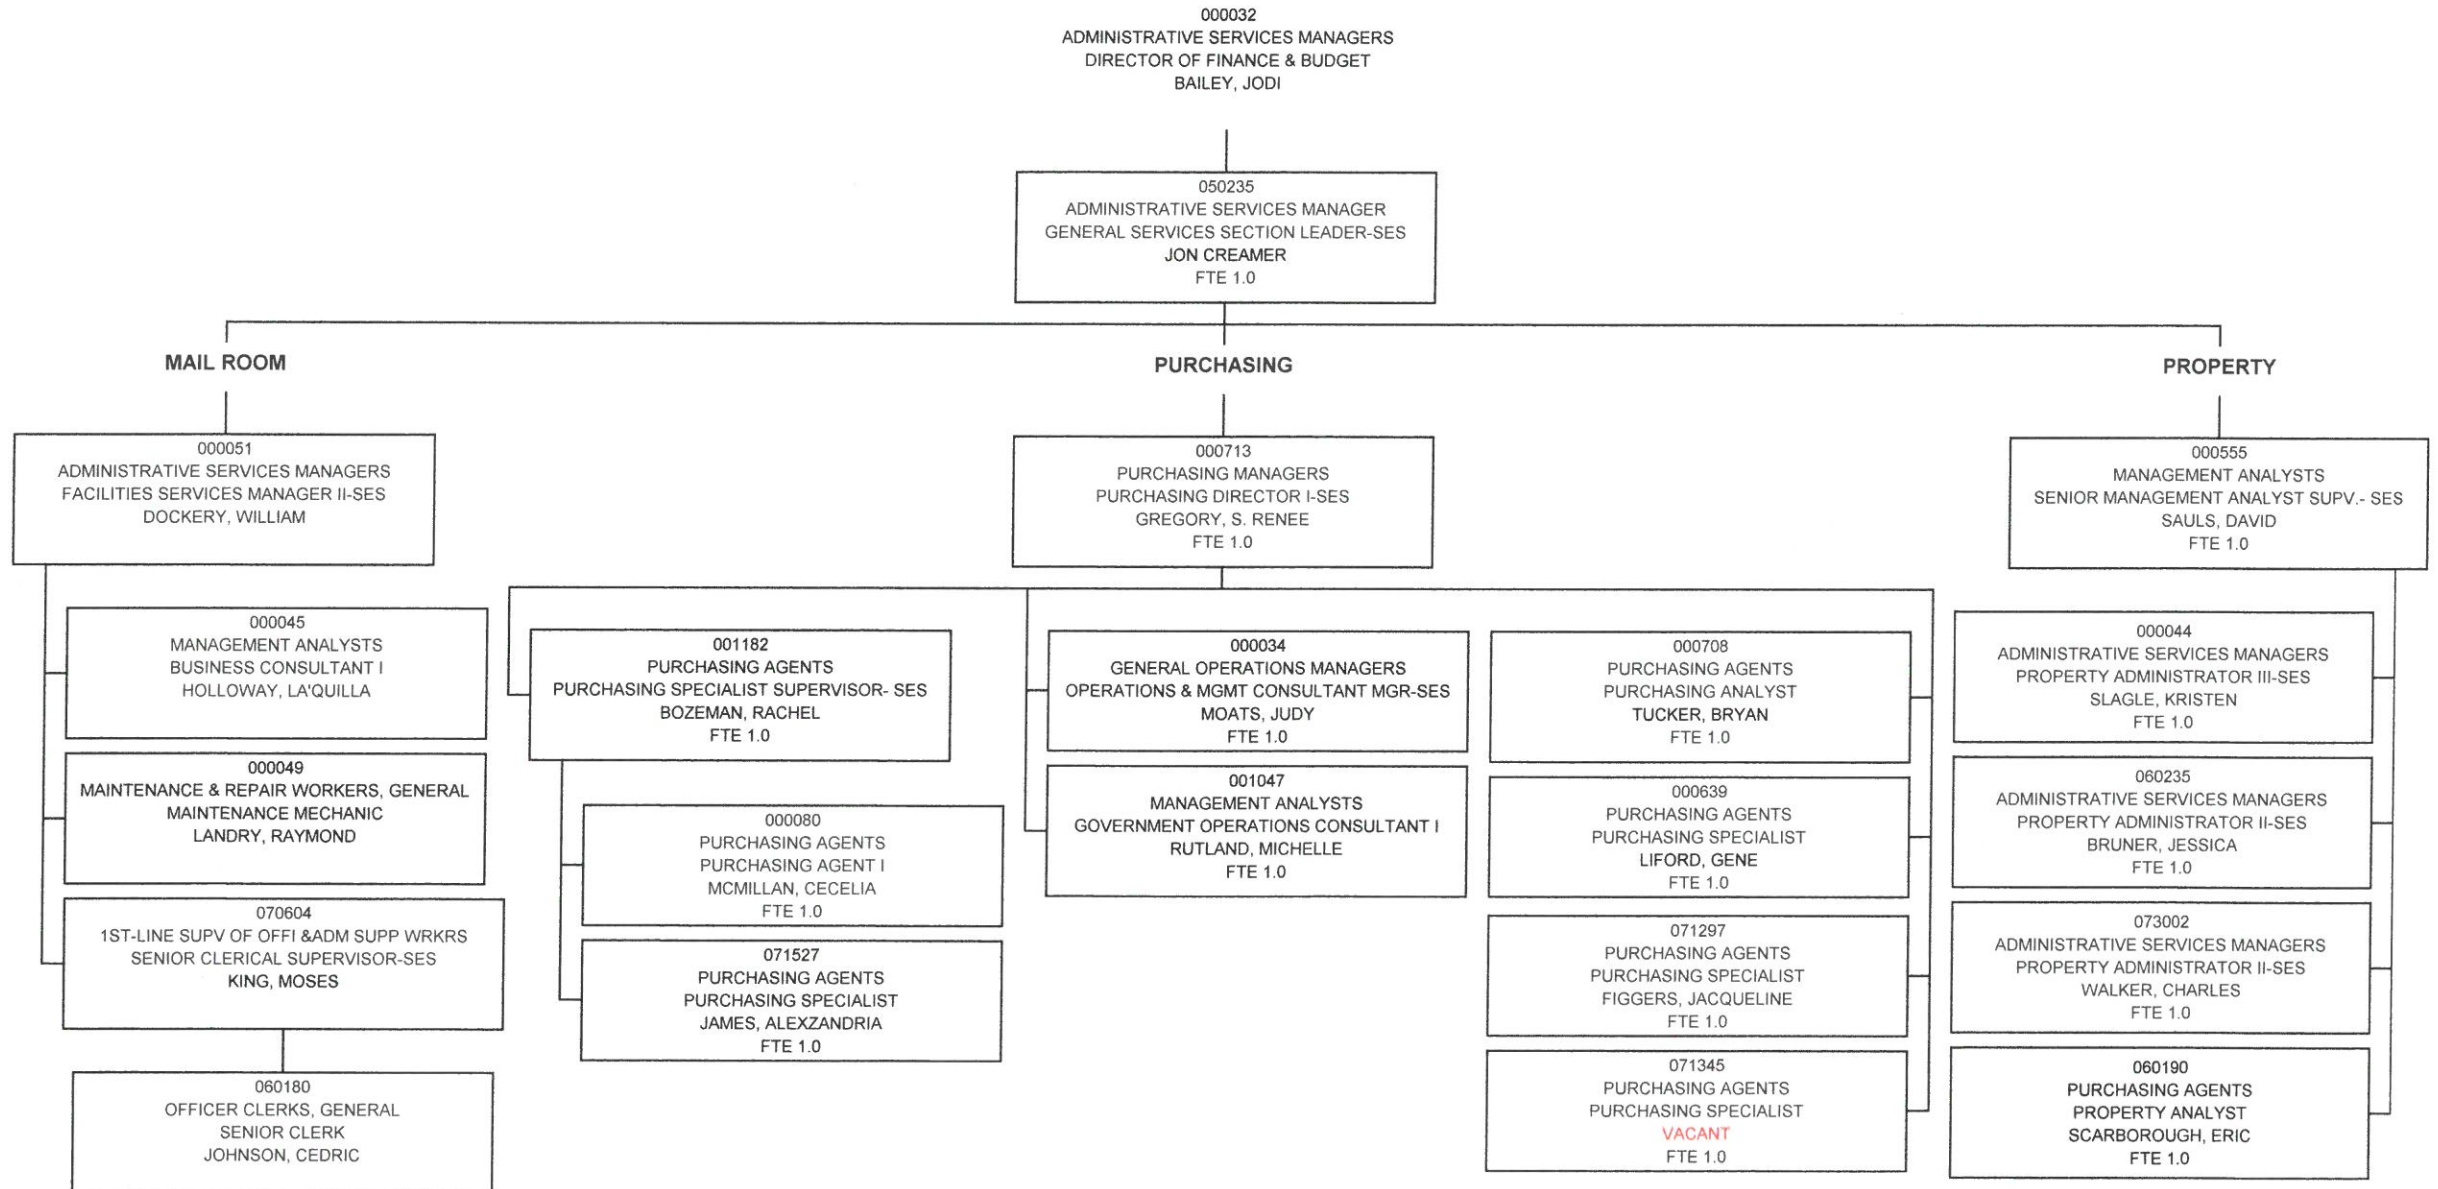 000032
ADMINISTRATIVE SERVICES MANAGERS
DIRECTOR OF FINANCE & BUDGET
BAILEY, JODI
050235
ADMINISTRATIVE SERVICES MANAGER
GENERAL SERVICES SECTION LEADER-SES
JON CREAMER
FTE 1.0
MAIL ROOM
000051
ADMINISTRATIVE SERVICES MANAGERS
FACILITIES SERVICES MANAGER II-SES
DOCKERY, WILLIAM
000045
MANAGEMENT ANALYSTS
BUSINESS CONSULTANT I
HOLLOWAY, LA'QUILLA
000049
MAINTENANCE & REPAIR WORKERS, GENERAL
MAINTENANCE MECHANIC
LANDRY, RAYMOND
070604
1ST-LINE SUPV OF OFFI &ADM SUPP WRKRS
SENIOR CLERICAL SUPERVISOR-SES
KING, MOSES
060180
OFFICER CLERKS, GENERAL
SENIOR CLERK
JOHNSON, CEDRIC
PURCHASING
000713
PURCHASING MANAGERS
PURCHASING DIRECTOR I-SES
GREGORY, S. RENEE
FTE 1.0
001182
PURCHASING AGENTS
PURCHASING SPECIALIST SUPERVISOR- SES
BOZEMAN, RACHEL
FTE 1.0
000080
PURCHASING AGENTS
PURCHASING AGENT I
MCMILLAN, CECELIA
FTE 1.0
071527
PURCHASING AGENTS
PURCHASING SPECIALIST
JAMES, ALEXZANDRIA
FTE 1.0
000034
GENERAL OPERATIONS MANAGERS
OPERATIONS & MGMT CONSULTANT MGR-SES
MOATS, JUDY
FTE 1.0
001047
MANAGEMENT ANALYSTS
GOVERNMENT OPERATIONS CONSULTANT I
RUTLAND, MICHELLE
FTE 1.0
000708
PURCHASING AGENTS
PURCHASING ANALYST
TUCKER, BRYAN
FTE 1.0
000639
PURCHASING AGENTS
PURCHASING SPECIALIST
LIFORD, GENE
FTE 1.0
071297
PURCHASING AGENTS
PURCHASING SPECIALIST
FIGGERS, JACQUELINE
FTE 1.0
071345
PURCHASING AGENTS
PURCHASING SPECIALIST
VACANT
FTE 1.0
PROPERTY
000555
MANAGEMENT ANALYSTS
SENIOR MANAGEMENT ANALYST SUPV.- SES
SAULS, DAVID
FTE 1.0
000044
ADMINISTRATIVE SERVICES MANAGERS
PROPERTY ADMINISTRATOR III-SES
SLAGLE, KRISTEN
FTE 1.0
060235
ADMINISTRATIVE SERVICES MANAGERS
PROPERTY ADMINISTRATOR II-SES
BRUNER, JESSICA
FTE 1.0
073002
ADMINISTRATIVE SERVICES MANAGERS
PROPERTY ADMINISTRATOR II-SES
WALKER, CHARLES
FTE 1.0
060190
PURCHASING AGENTS
PROPERTY ANALYST
SCARBOROUGH, ERIC
FTE 1.0